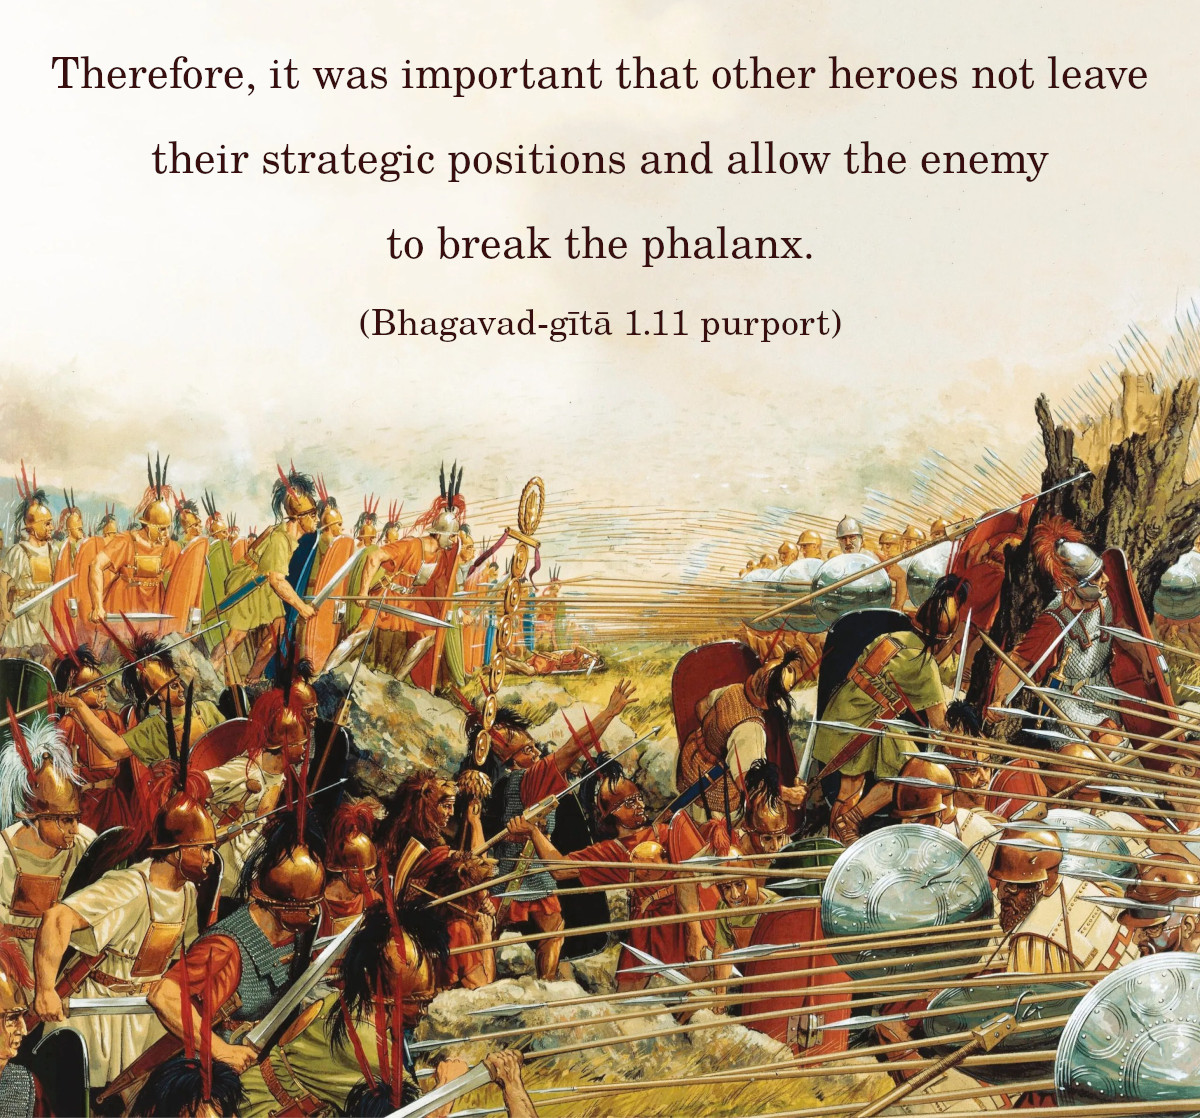 Therefore, it was important that other heroes not leave
their strategic positions and allow the enemy
to break the phalanx.
(Bhagavad-gītā 1.11 purport)